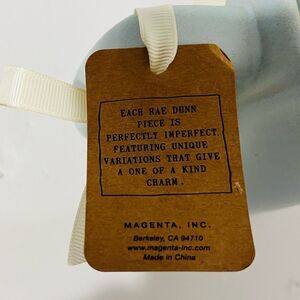 EACH RAE DUNN
PIECE IS
PERFECTLY IMPERFECT,
FEATURING UNIQUE
VARIATIONS THAT GIVE
A ONE OF A KIND
CHARM.
MAGENTA, INC.
Berkeley, CA 94710
www.magenta-inc.com
Made in China